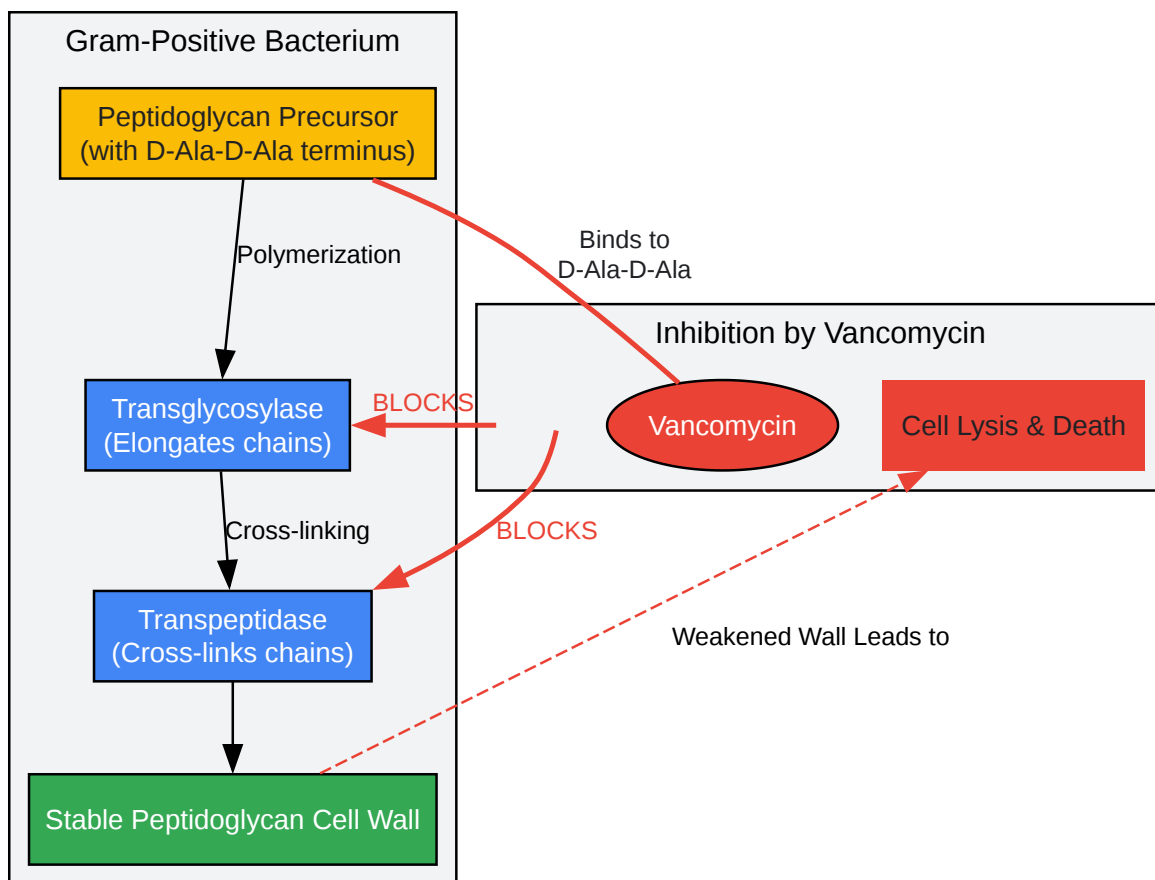 Gram-Positive Bacterium
Peptidoglycan Precursor
(with D-Ala-D-Ala terminus)
Polymerization
Binds to
D-Ala-D-Ala
Inhibition by Vancomycin
Transglycosylase
(Elongates chains)
BLOCKS
Vancomycin
Cell Lysis & Death
Cross-linking
BLOCKS
Transpeptidase
(Cross-links chains)
Weakened Wall Leads to
Stable Peptidoglycan Cell Wall